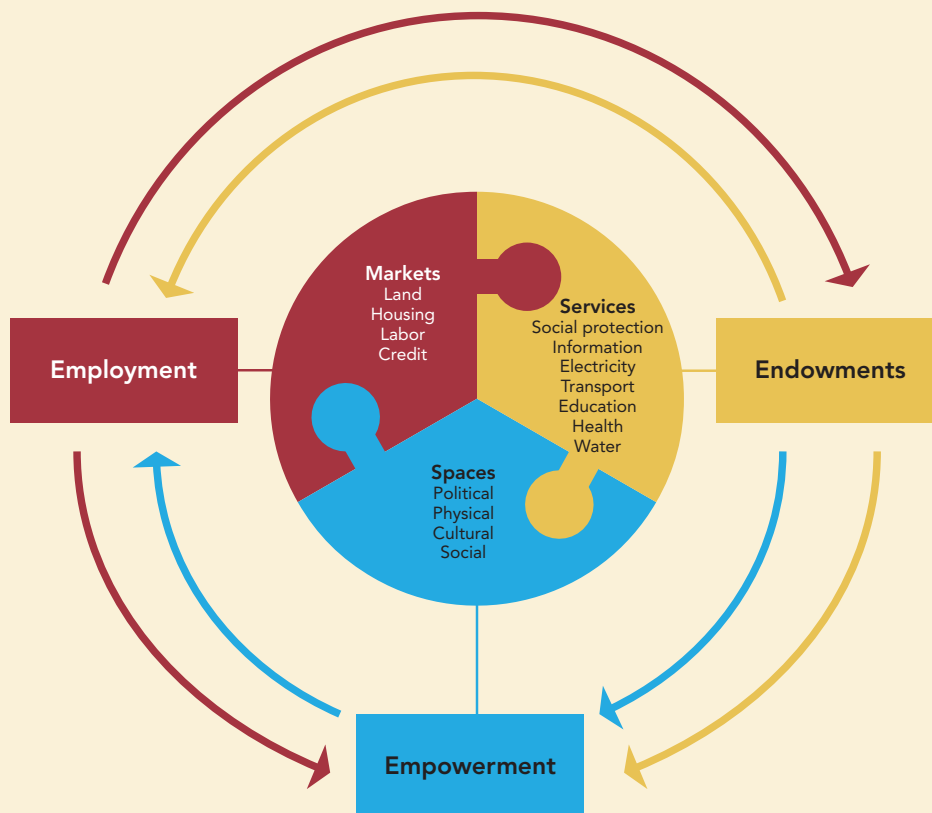 Markets
Land
Housing
Labor
Credit
Services
Social protection
Information
Electricity
Transport
Education
Health
Water
Employment
Endowments
Spaces
Political
Physical
Cultural
Social
Empowerment